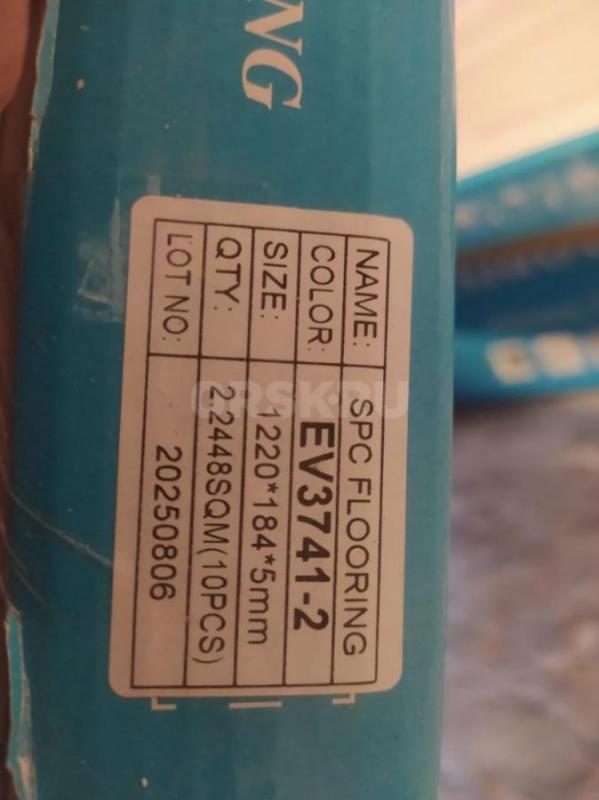 NG
NAME: SPC FLOORING
COLOR: EV3741-2
SIZE: 1220*184*5mm
QTY: 2.2448SQM(10PCS)
LOT NO: 20250806
ORSK.RU